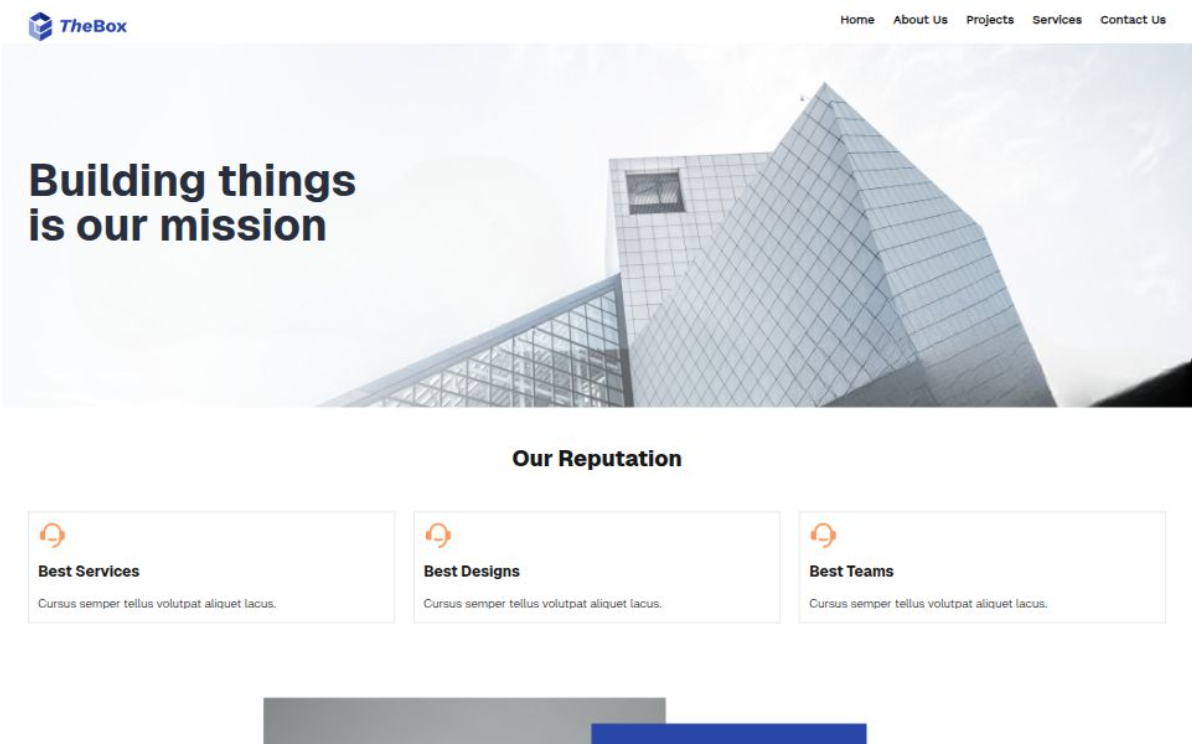 TheBox
Home About Us Projects Services Contact Us
Building things
is our mission
Our Reputation
Best Services
Cursus semper tellus volutpat aliquet lacus.
Best Designs
Cursus semper tellus volutpat aliquet lacus.
Best Teams
Cursus semper tellus volutpat aliquet lacus.